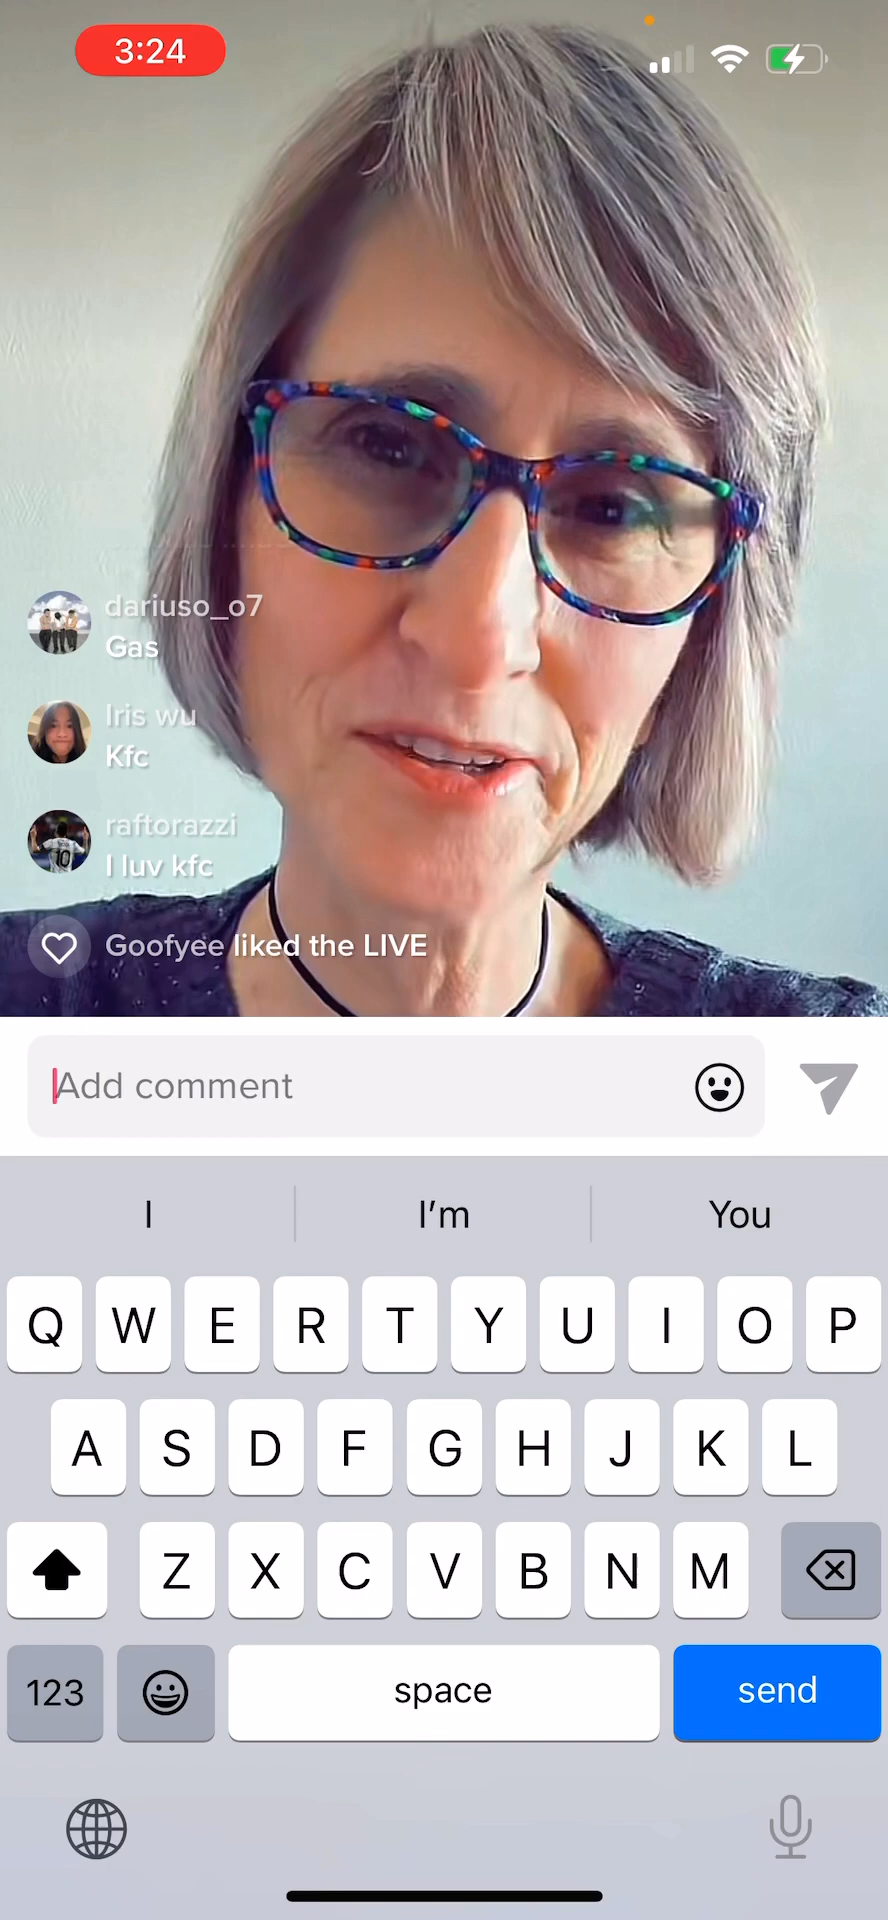 3:24
dariuso_o7
Gas
Iris wu
Kfc
raftorazzi
I luv kfc
Goofyee liked the LIVE
Add comment
I I'm You
Q W E R T Y U I O P
A S D F G H J K L
Z X C V B N M
123 space send